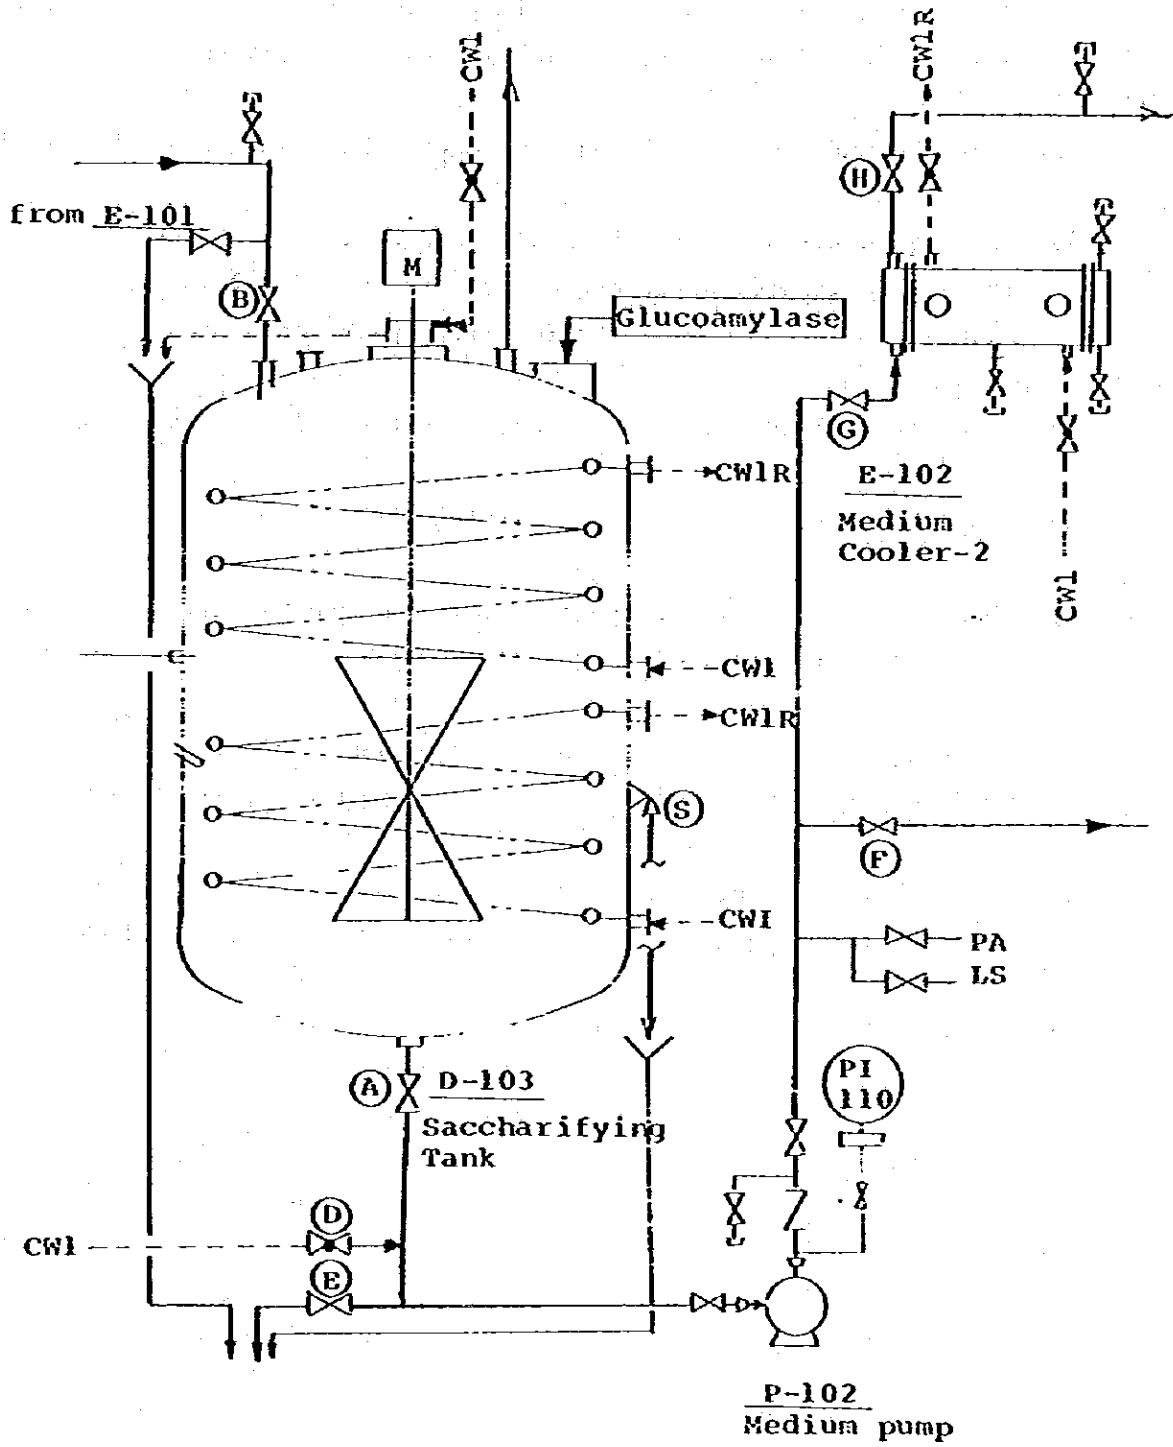 CW1
CW1R
from E-101
H
M
B
Glucoamylase
G
CW1R
E-102
Medium
Cooler-2
CW1
CW1
CW1R
S
F
CWI
PA
LS
PI
110
A
D-103
Saccharifying
Tank
D
CW1
E
P-102
Medium pump